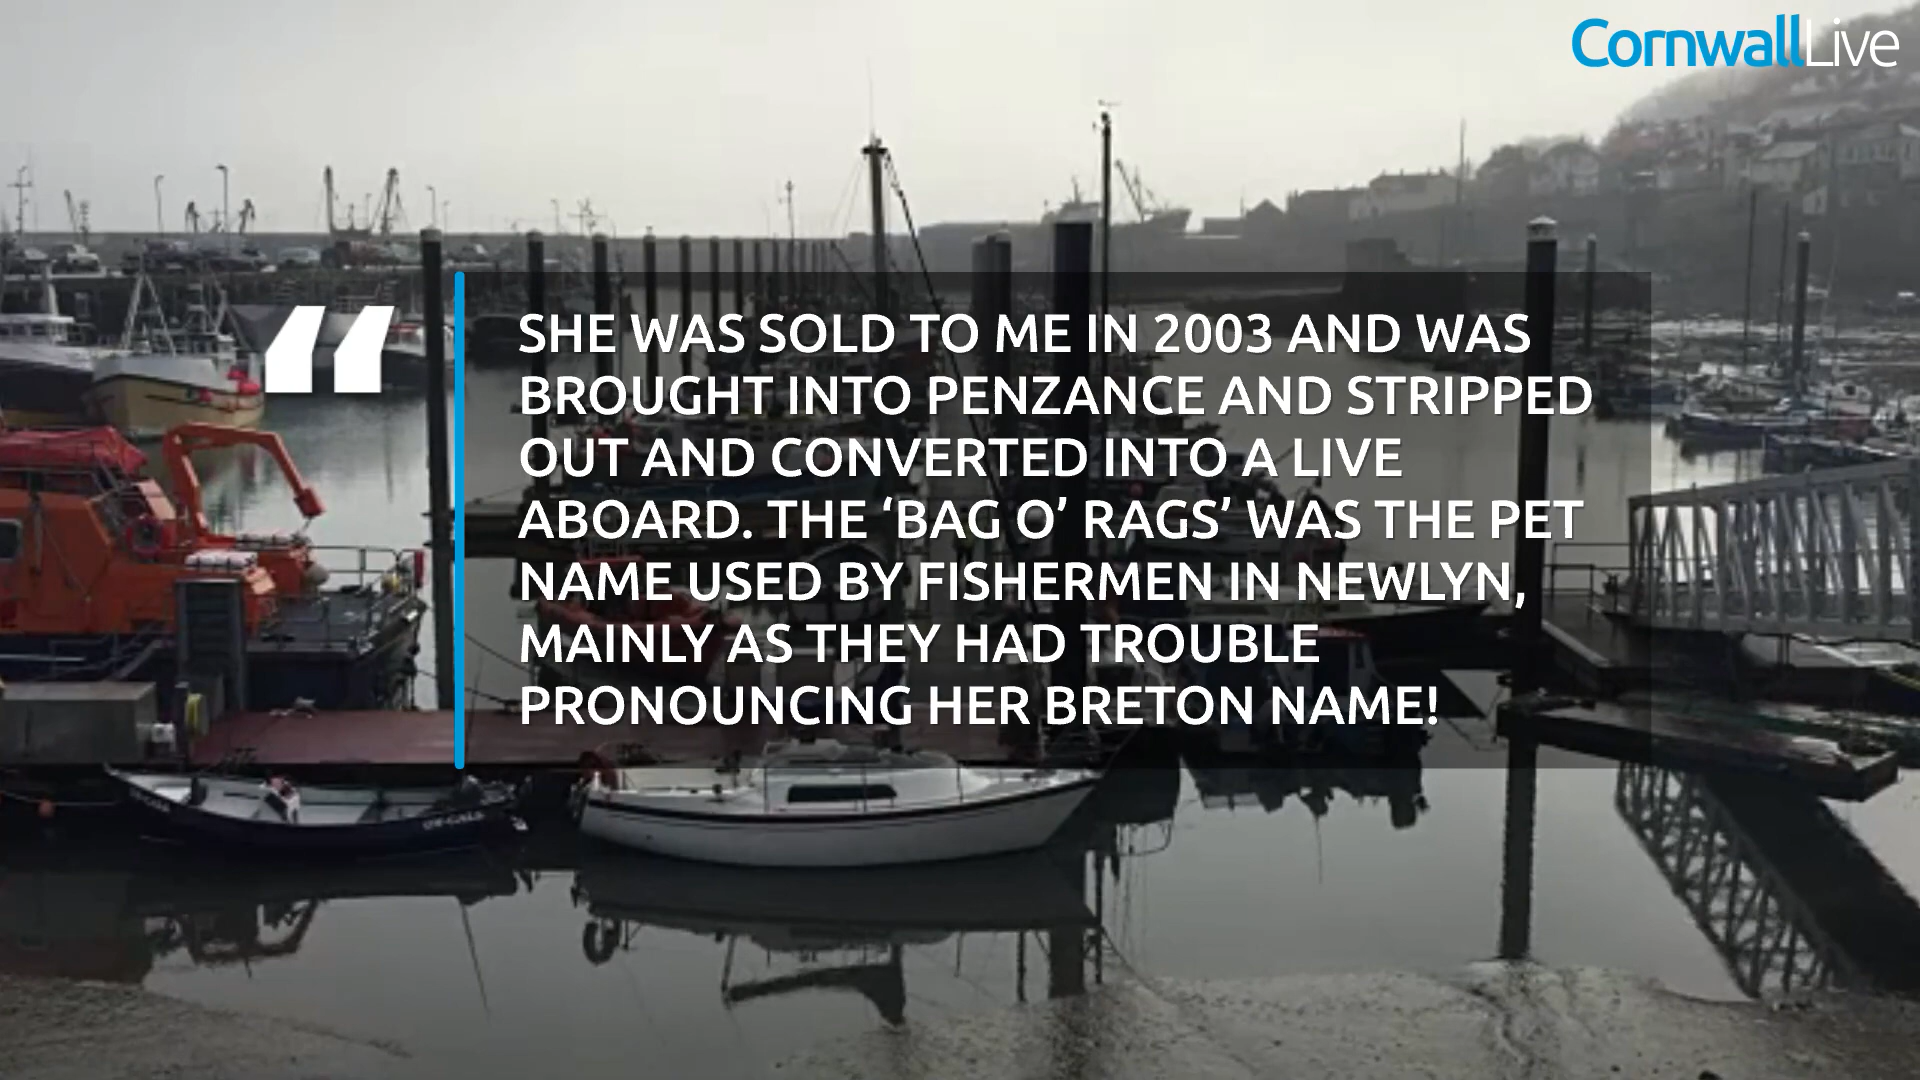 CornwallLive
“
SHE WAS SOLD TO ME IN 2003 AND WAS
BROUGHT INTO PENZANCE AND STRIPPED
OUT AND CONVERTED INTO A LIVE
ABOARD. THE ‘BAG O’ RAGS’ WAS THE PET
NAME USED BY FISHERMEN IN NEWLYN,
MAINLY AS THEY HAD TROUBLE
PRONOUNCING HER BRETON NAME!